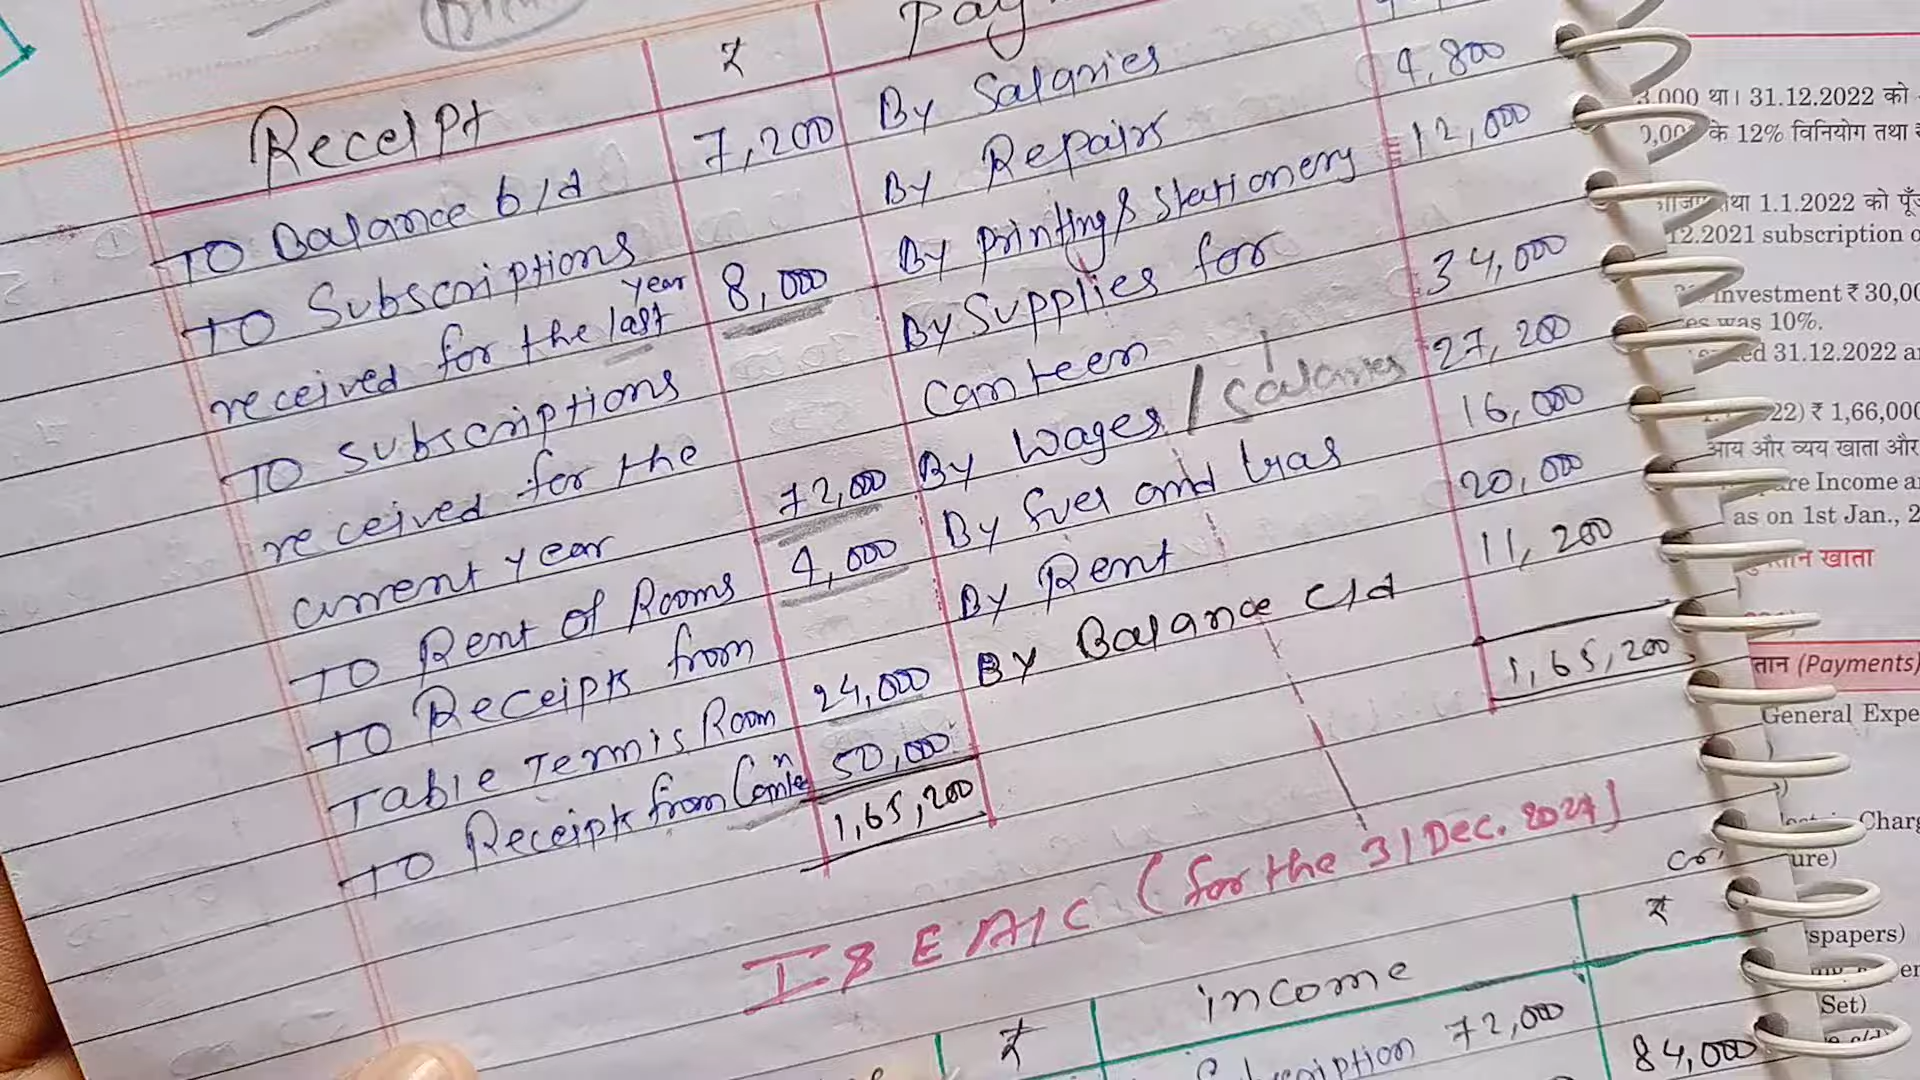 Receipt ₹
To Balance b/d 7,200
To Subscriptions
received for the last year 8,000
To Subscriptions
received for the
current year 72,000
To Rent of Rooms 4,000
To Receipts from
Table Tennis Room 24,000
To Receipts from Canteen 50,000
1,65,200
Pay
By Salaries
By Repairs 4,800
By Printing & Stationery 12,000
By Supplies for
Canteen 34,000
By Wages / Salaries 27,200
By fuel and Gas 16,000
By Rent 20,000
By Balance c/d 11,200
1,65,200
I & E A/C (for the 31 Dec. 2021)
₹ income ₹
Subscription 72,000
84,000
,000 था। 31.12.2022 को
के 12% विनियोग तथा
था 1.1.2022 को
12.2021 subscription
investment ₹ 30,00
was 10%.
31.12.2022
22) ₹ 1,66,000
आय और व्यय खाता और
Income
as on 1st Jan., 2
खाता
(Payments)
General Expe
Charg
ure)
spapers)
Set)